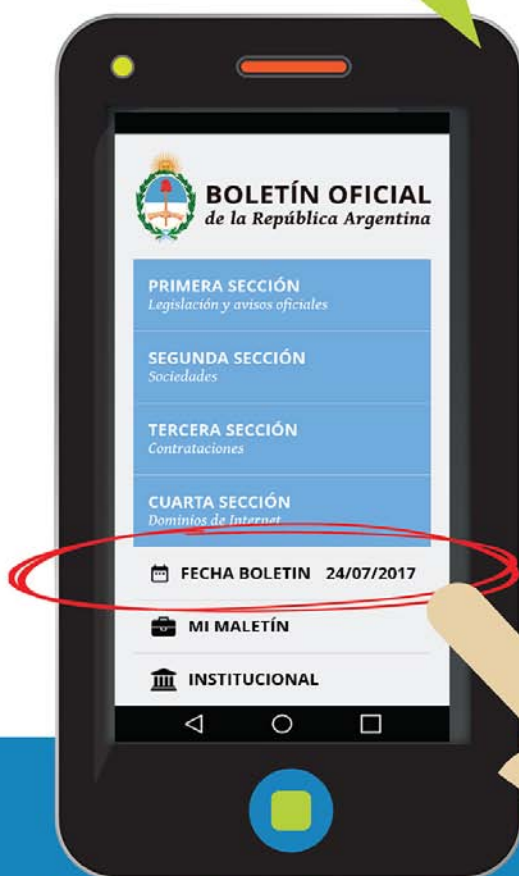 BOLETÍN OFICIAL
de la República Argentina
PRIMERA SECCIÓN
Legislación y avisos oficiales
SEGUNDA SECCIÓN
Sociedades
TERCERA SECCIÓN
Contrataciones
CUARTA SECCIÓN
Dominios de Internet
FECHA BOLETIN 24/07/2017
MI MALETÍN
INSTITUCIONAL